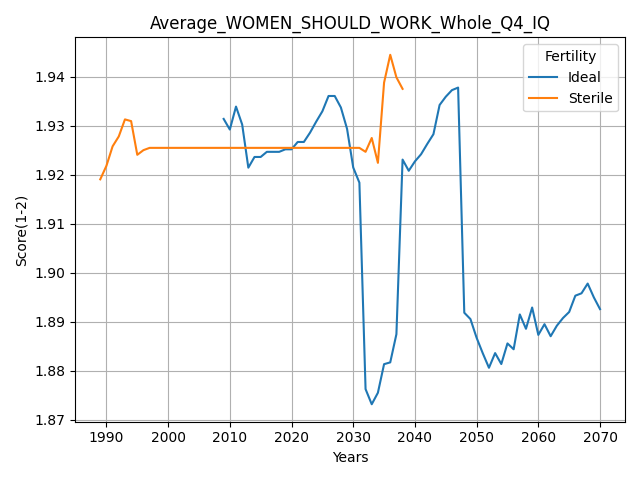 Average_WOMEN_SHOULD_WORK_Whole_Q4_IQ
Fertility
Ideal
Sterile
Score(1-2)
1.94
1.93
1.92
1.91
1.90
1.89
1.88
1.87
1990 2000 2010 2020 2030 2040 2050 2060 2070
Years